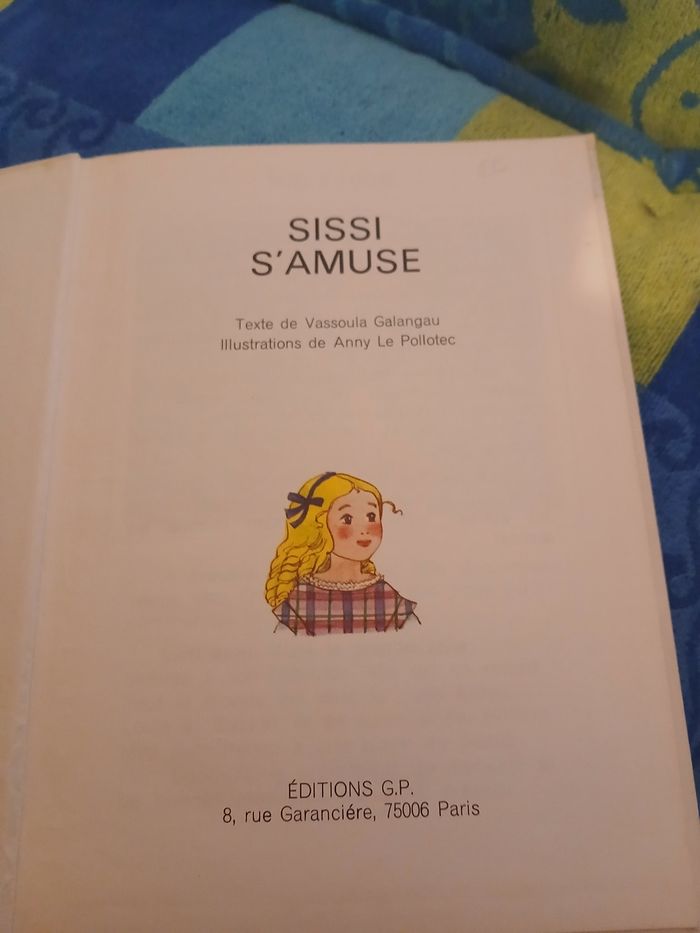 SISSI
S'AMUSE
Texte de Vassoula Galangau
Illustrations de Anny Le Pollotec
ÉDITIONS G.P.
8, rue Garanciére, 75006 Paris